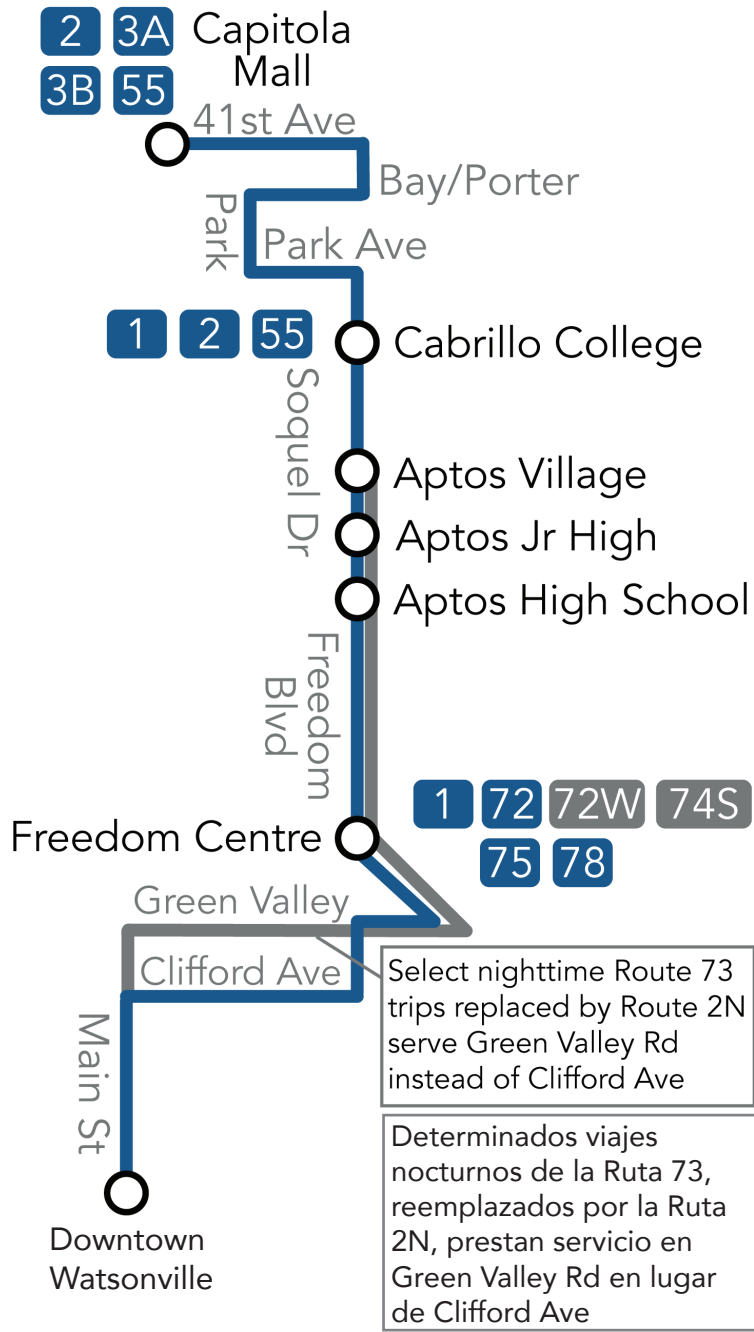 2 3A
3B 55
Capitola
Mall
41st Ave
Bay/Porter
Park
Park Ave
1 2 55
Cabrillo College
Soquel Dr
Aptos Village
Aptos Jr High
Aptos High School
Freedom
Blvd
1 72 72W 74S
75 78
Freedom Centre
Green Valley
Clifford Ave
Select nighttime Route 73
trips replaced by Route 2N
serve Green Valley Rd
instead of Clifford Ave
Main St
Determinados viajes
nocturnos de la Ruta 73,
reemplazados por la Ruta
2N, prestan servicio en
Green Valley Rd en lugar
de Clifford Ave
Downtown
Watsonville